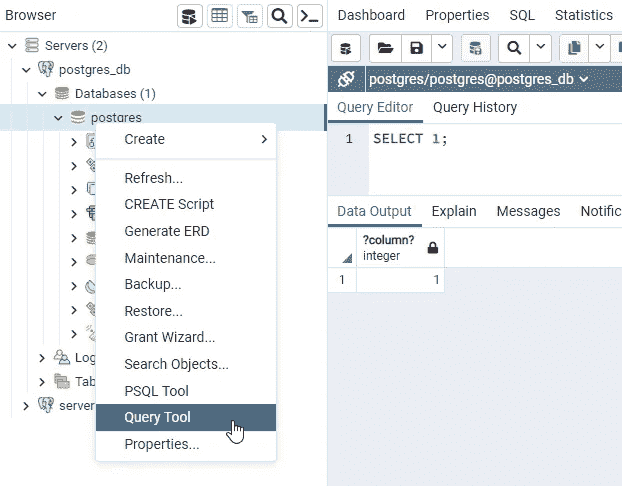 Browser
Servers (2)
postgres_db
Databases (1)
postgres
Create
Refresh...
CREATE Script
Generate ERD
Maintenance...
Backup...
Restore...
Grant Wizard...
Search Objects...
PSQL Tool
Query Tool
Properties...
Log
Tab
server
Dashboard Properties SQL Statistics
postgres/postgres@postgres_db
Query Editor Query History
1 SELECT 1;
Data Output Explain Messages Notific
?column?
integer
1 1